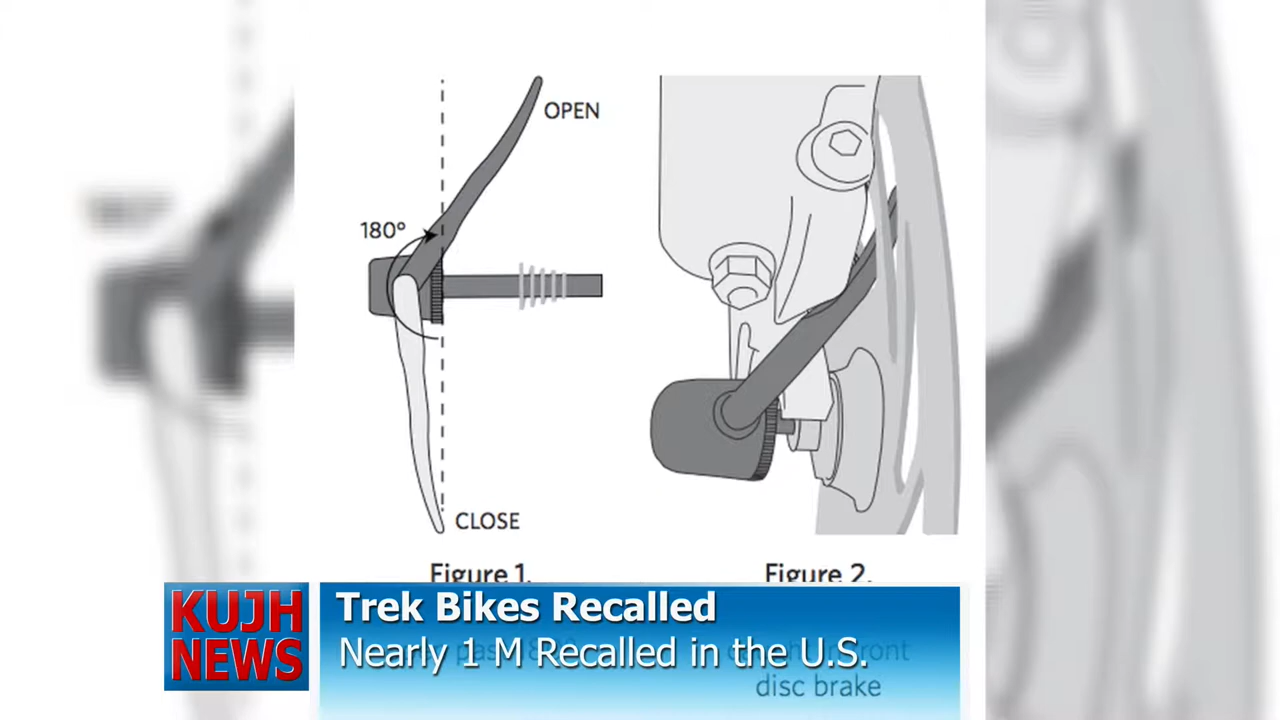 OPEN
180°
CLOSE
Figure 1.
Figure 2.
KUJH
NEWS
Trek Bikes Recalled
Nearly 1 M Recalled in the U.S.
disc brake